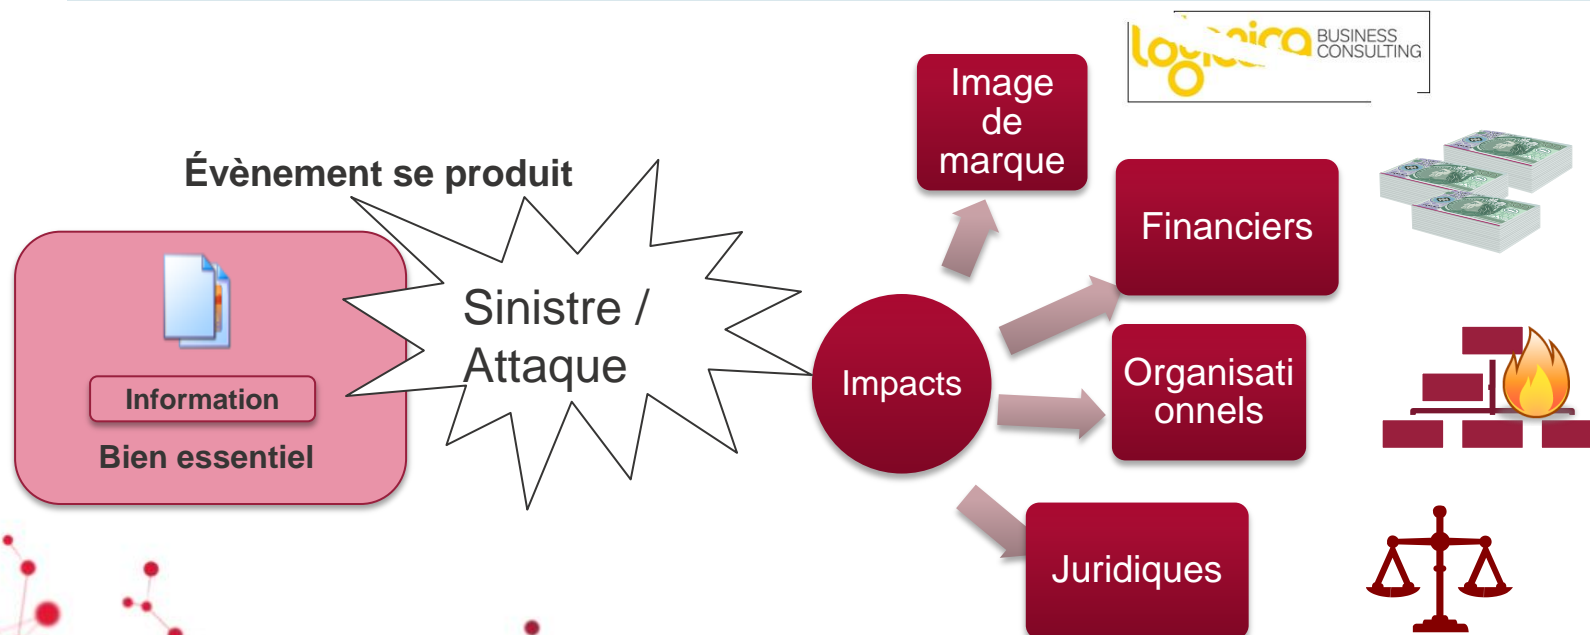 BUSINESS
CONSULTING
Image
de
marque
Évènement se produit
Financiers
Sinistre /
Attaque
Information
Bien essentiel
Impacts
Organisati
onnels
Juridiques